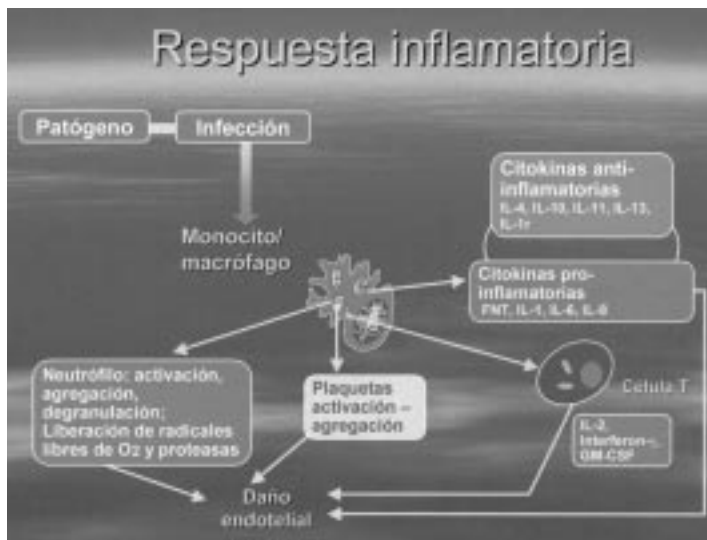 Respuesta inflamatoria
Patógeno
Infección
Monocito/
macrófago
Citokinas anti-
inflamatorias
IL-4, IL-10, IL-11, IL-13,
IL-1r
Citokinas pro-
inflamatorias
FNT, IL-1, IL-6, IL-8
Neutrófilo: activación,
agregación,
degranulación;
Liberación de radicales
libres de O2 y proteasas
Plaquetas
activación –
agregación
Célula T
IL-2,
Interferon-
GM-CSF
Daño
endotelial